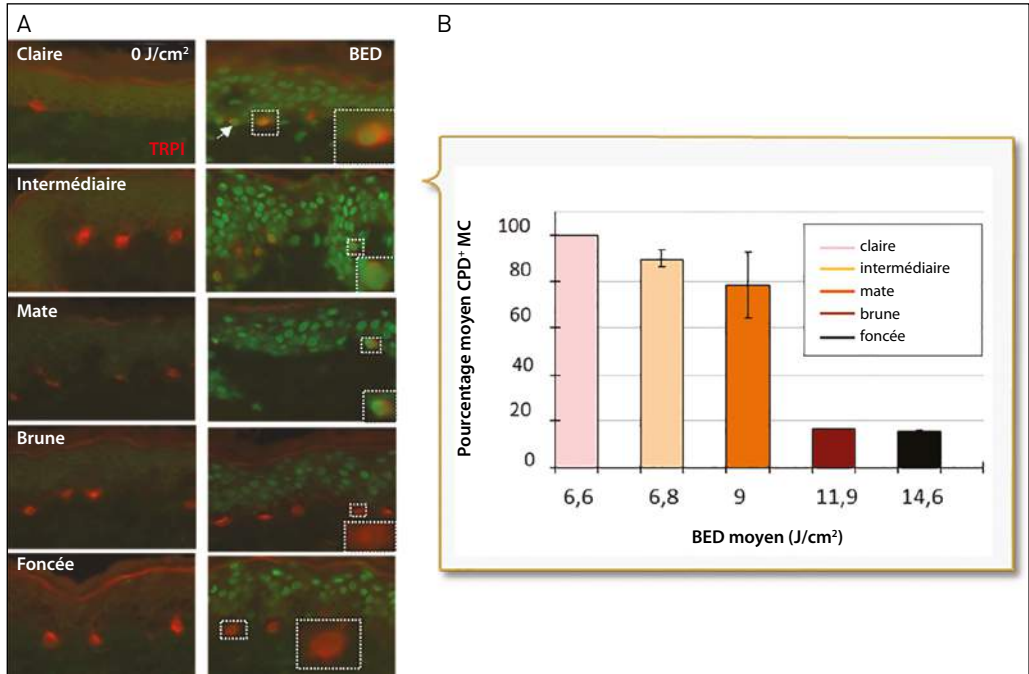 A
Claire 0 J/cm²
BED
TRPI
Intermédiaire
Mate
Brune
Foncée
B
Pourcentage moyen CPD⁺ MC
100
80
60
40
20
0
claire
intermédiaire
mate
brune
foncée
6,6 6,8 9 11,9 14,6
BED moyen (J/cm²)